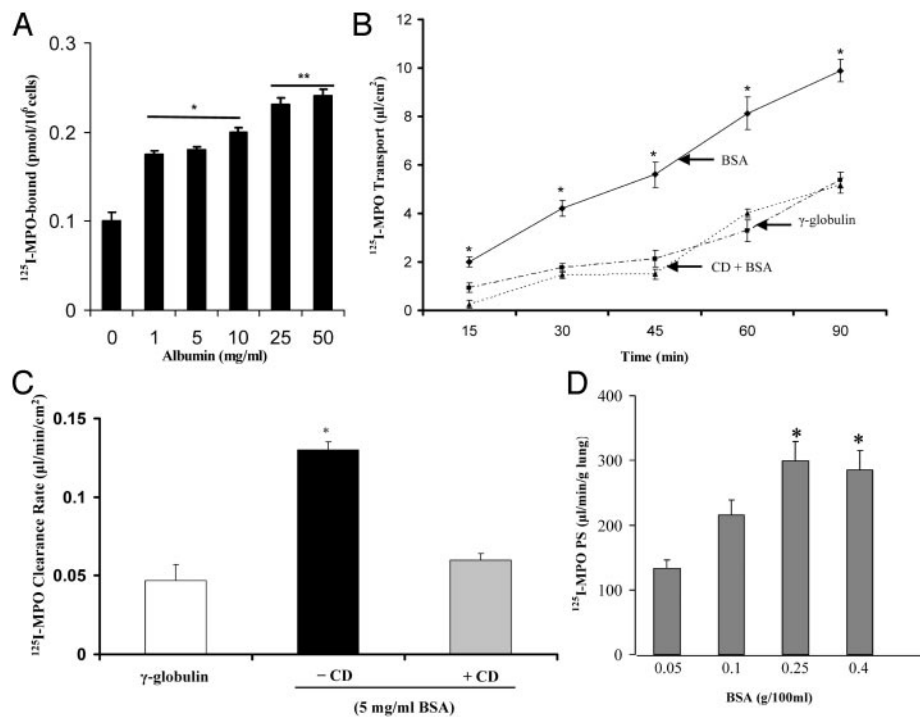 A
¹²⁵I-MPO-bound (pmol/10⁶ cells)
0.3
0.2
0.1
0.0
*
**
0 1 5 10 25 50
Albumin (mg/ml)
B
¹²⁵I-MPO Transport (µl/cm²)
12
10
8
6
4
2
0
* * * * *
BSA
γ-globulin
CD + BSA
15 30 45 60 90
Time (min)
C
¹²⁵I-MPO Clearance Rate (µl/min/cm²)
0.15
0.1
0.05
0
*
γ-globulin – CD + CD
(5 mg/ml BSA)
D
¹²⁵I-MPO PS (µl/min/g lung)
400
300
200
100
0
* *
0.05 0.1 0.25 0.4
BSA (g/100ml)